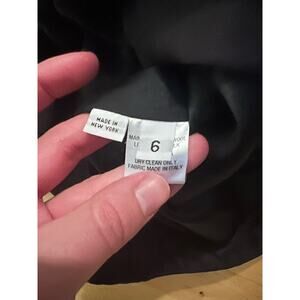 MADE IN
NEW YORK
6
DRY CLEAN ONLY
FABRIC MADE IN ITALY